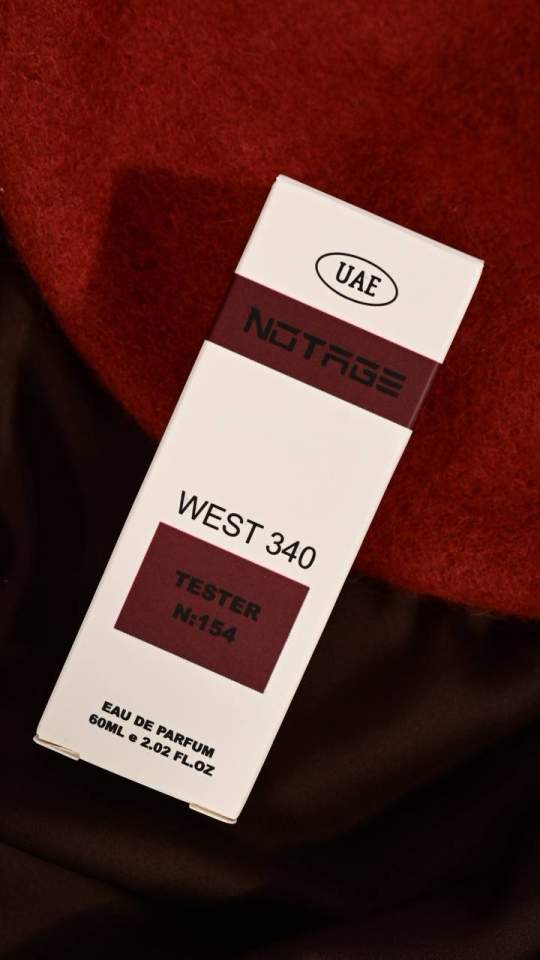 UAE
NOTAGE
WEST 340
TESTER
N:154
EAU DE PARFUM
60ML e 2.02 FL.OZ